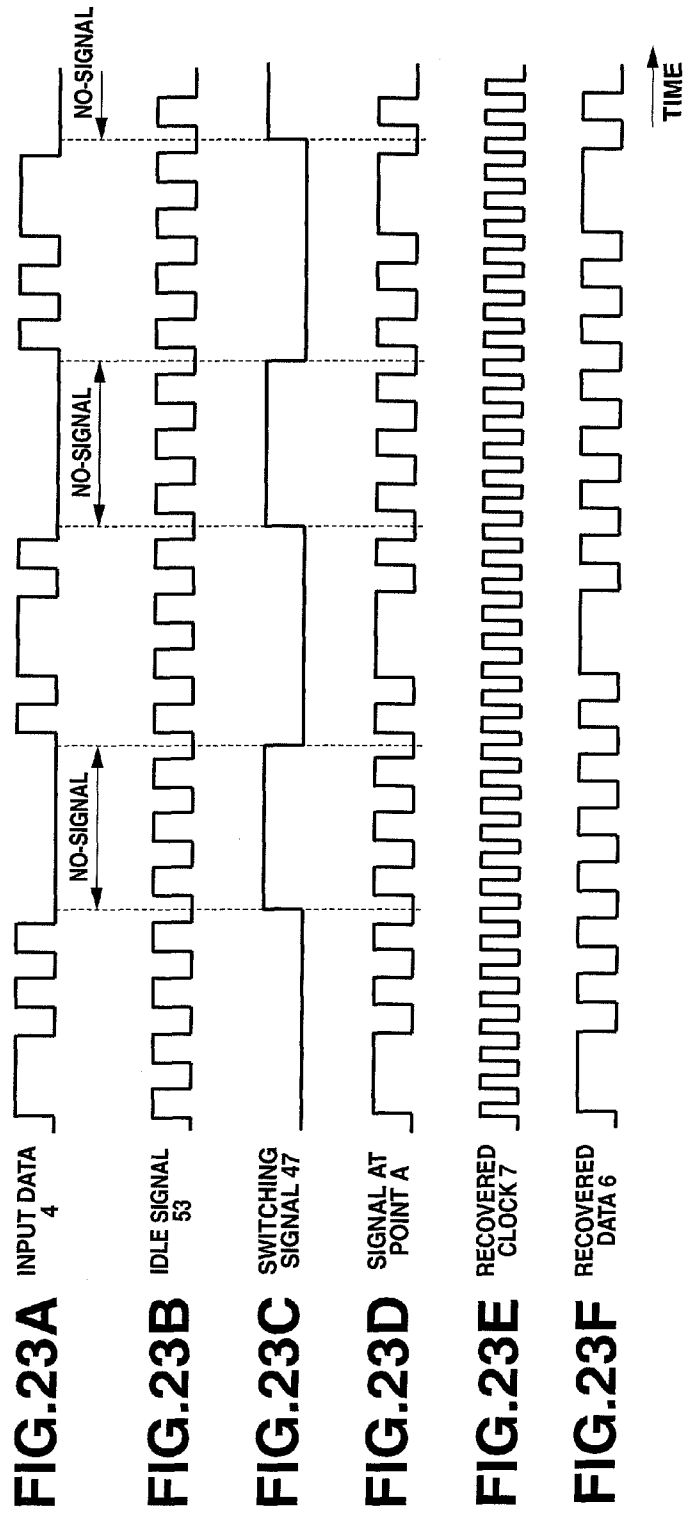 FIG.23A
INPUT DATA
4
NO-SIGNAL
NO-SIGNAL
NO-SIGNAL
FIG.23B
IDLE SIGNAL
53
FIG.23C
SWITCHING
SIGNAL 47
FIG.23D
SIGNAL AT
POINT A
FIG.23E
RECOVERED
CLOCK 7
FIG.23F
RECOVERED
DATA 6
TIME